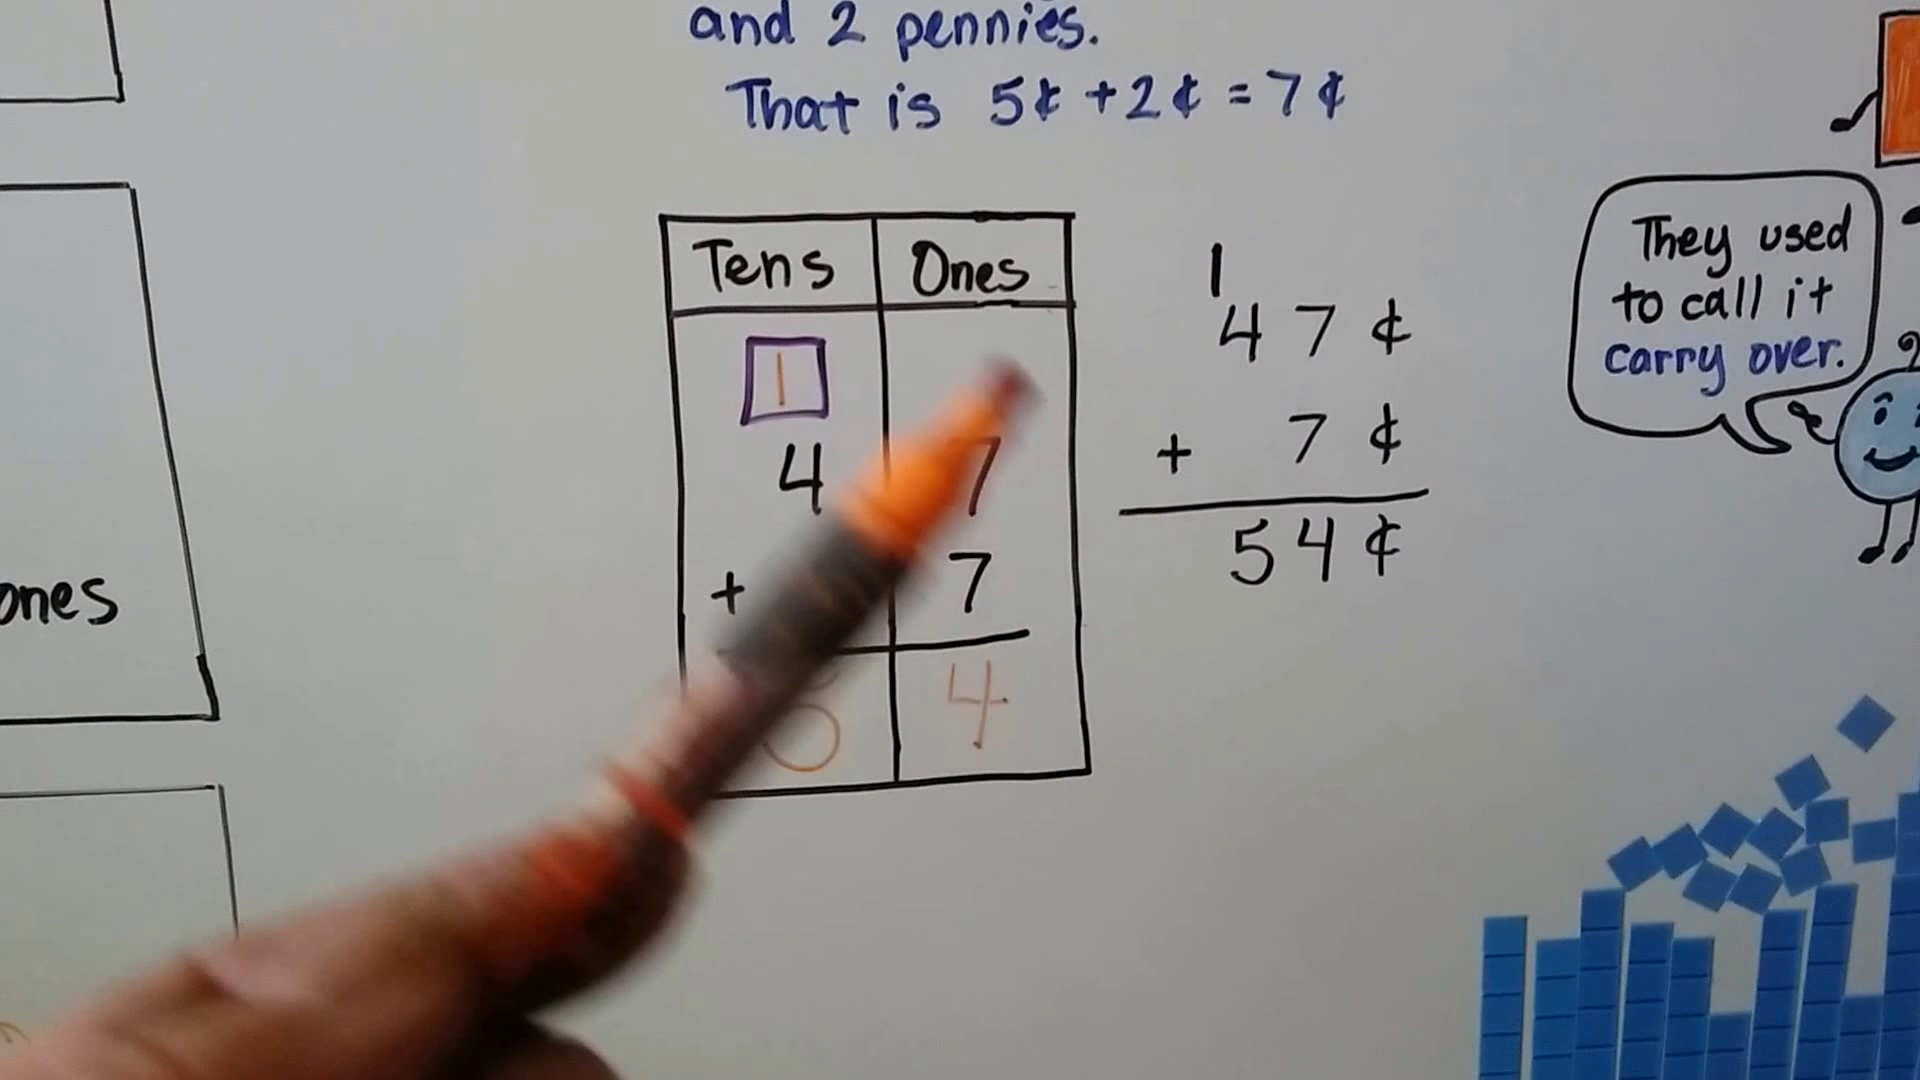 and 2 pennies.
That is 5¢ + 2¢ = 7¢
Tens Ones
1
4 7
+ 7
4
1
47¢
+ 7¢
54¢
They used
to call it
carry over.
ones